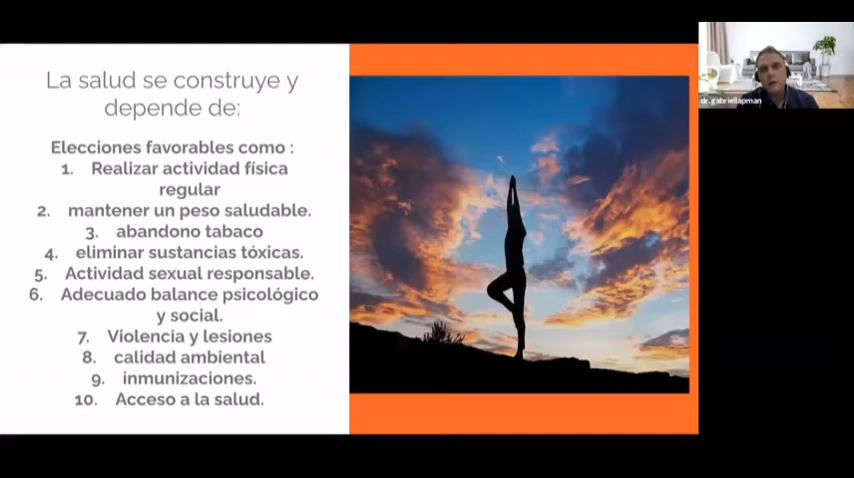 La salud se construye y
depende de:
Elecciones favorables como :
1. Realizar actividad física
regular
2. mantener un peso saludable.
3. abandono tabaco
4. eliminar sustancias tóxicas.
5. Actividad sexual responsable.
6. Adecuado balance psicológico
y social.
7. Violencia y lesiones
8. calidad ambiental
9. inmunizaciones.
10. Acceso a la salud.
dr.gabriellapman